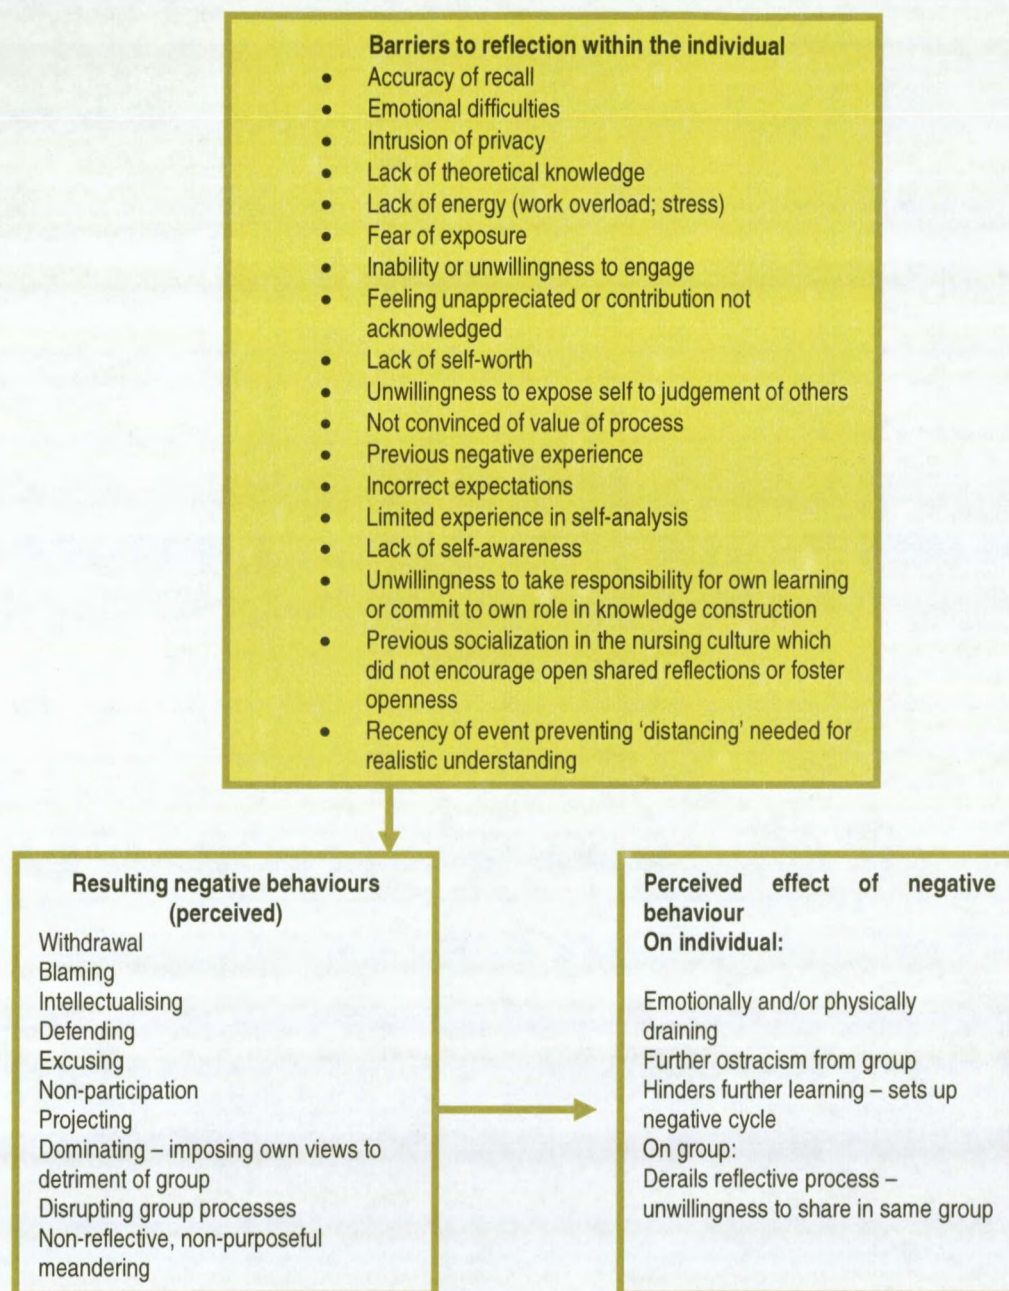 Barriers to reflection within the individual
• Accuracy of recall
• Emotional difficulties
• Intrusion of privacy
• Lack of theoretical knowledge
• Lack of energy (work overload; stress)
• Fear of exposure
• Inability or unwillingness to engage
• Feeling unappreciated or contribution not
acknowledged
• Lack of self-worth
• Unwillingness to expose self to judgement of others
• Not convinced of value of process
• Previous negative experience
• Incorrect expectations
• Limited experience in self-analysis
• Lack of self-awareness
• Unwillingness to take responsibility for own learning
or commit to own role in knowledge construction
• Previous socialization in the nursing culture which
did not encourage open shared reflections or foster
openness
• Recency of event preventing ‘distancing’ needed for
realistic understanding
Resulting negative behaviours
(perceived)
Withdrawal
Blaming
Intellectualising
Defending
Excusing
Non-participation
Projecting
Dominating – imposing own views to
detriment of group
Disrupting group processes
Non-reflective, non-purposeful
meandering
Perceived effect of negative
behaviour
On individual:
Emotionally and/or physically
draining
Further ostracism from group
Hinders further learning – sets up
negative cycle
On group:
Derails reflective process –
unwillingness to share in same group